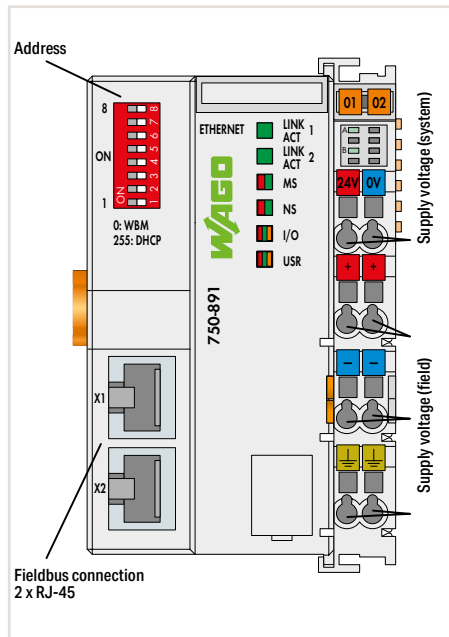 Address
8
ON
1
ON
1 2 3 4 5 6 7 8
0: WBM
255: DHCP
X1
X2
Fieldbus connection
2 x RJ-45
ETHERNET
LINK 1
ACT
LINK 2
ACT
MS
NS
I/O
USR
WAGO
750-891
01 02
A
B
24V 0V
+ +
− −
Supply voltage (system)
Supply voltage (field)